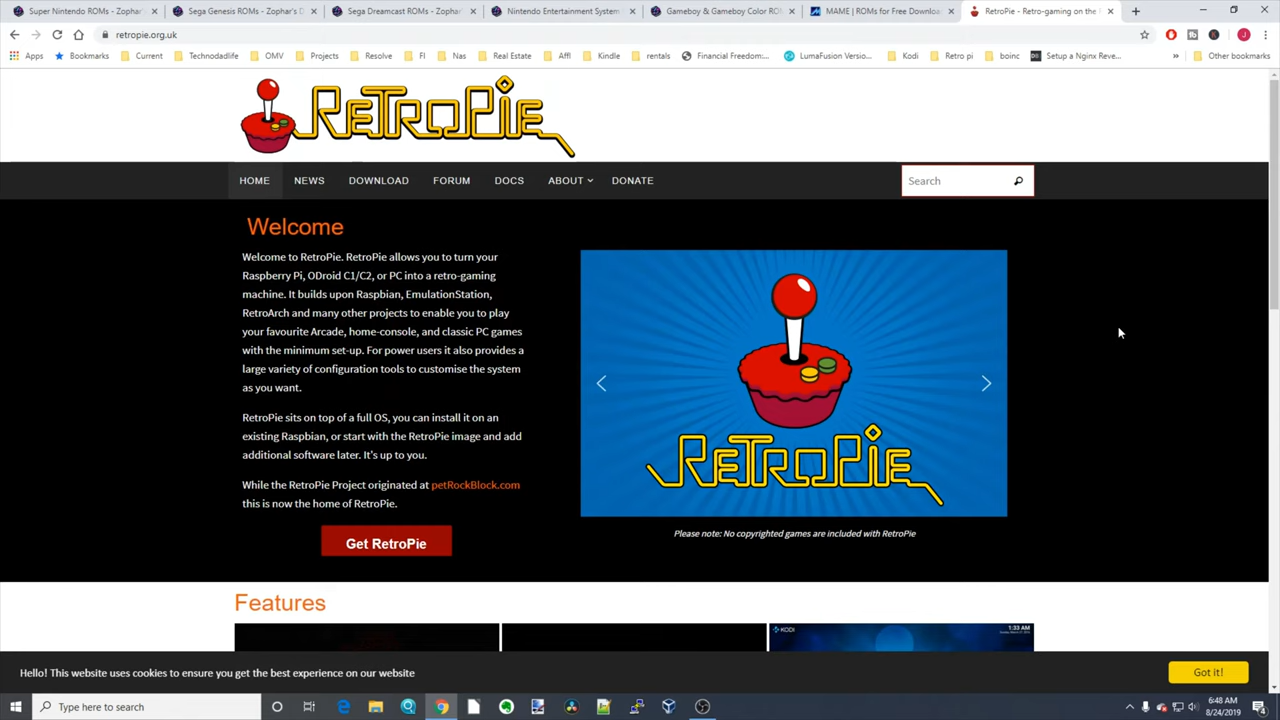 Super Nintendo ROMs - Zophar's
Sega Genesis ROMs - Zophar's D
Sega Dreamcast ROMs - Zophar'
Nintendo Entertainment System
Gameboy & Gameboy Color RO
MAME | ROMs for Free Downloa
RetroPie - Retro-gaming on the
retropie.org.uk
J
Apps
Bookmarks
Current
Technodadlife
OMV
Projects
Resolve
FI
Nas
Real Estate
Affl
Kindle
rentals
Financial Freedom:...
LumaFusion Versio...
Kodi
Retro pi
boinc
Setup a Nginx Reve...
»
Other bookmarks
RETROPIE
HOME
NEWS
DOWNLOAD
FORUM
DOCS
ABOUT
DONATE
Search
Welcome
Welcome to RetroPie. RetroPie allows you to turn your
Raspberry Pi, ODroid C1/C2, or PC into a retro-gaming
machine. It builds upon Raspbian, EmulationStation,
RetroArch and many other projects to enable you to play
your favourite Arcade, home-console, and classic PC games
with the minimum set-up. For power users it also provides a
large variety of configuration tools to customise the system
as you want.
RetroPie sits on top of a full OS, you can install it on an
existing Raspbian, or start with the RetroPie image and add
additional software later. It's up to you.
While the RetroPie Project originated at petRockBlock.com
this is now the home of RetroPie.
Get RetroPie
RETROPIE
Please note: No copyrighted games are included with RetroPie
Features
KODI
1:33 AM
Hello! This website uses cookies to ensure you get the best experience on our website
Got it!
Type here to search
6:48 AM
8/24/2019